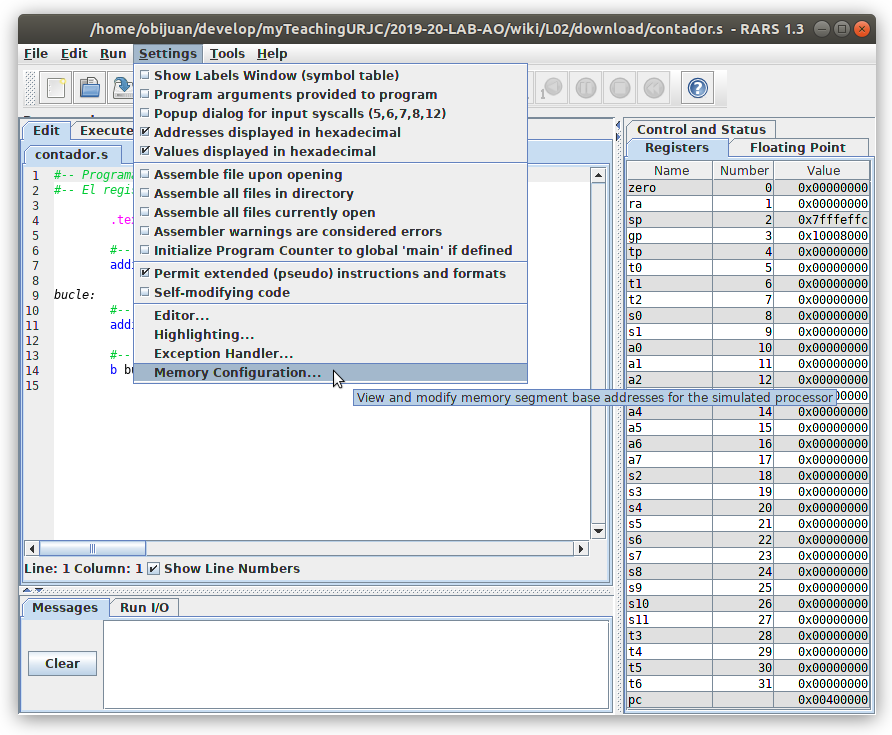 /home/obijuan/develop/myTeachingURJC/2019-20-LAB-AO/wiki/L02/download/contador.s - RARS 1.3
File Edit Run Settings Tools Help
Show Labels Window (symbol table)
Program arguments provided to program
Popup dialog for input syscalls (5,6,7,8,12)
Addresses displayed in hexadecimal
Values displayed in hexadecimal
Assemble file upon opening
Assemble all files in directory
Assemble all files currently open
Assembler warnings are considered errors
Initialize Program Counter to global 'main' if defined
Permit extended (pseudo) instructions and formats
Self-modifying code
Editor...
Highlighting...
Exception Handler...
Memory Configuration...
View and modify memory segment base addresses for the simulated processor
Edit Execute
contador.s
1 #-- Programa
2 #-- El regis
3
4 .tex
5
6 #--
7 addi
8
9 bucle:
10 #--
11 addi
12
13 #--
14 b bu
15
Line: 1 Column: 1 Show Line Numbers
Messages Run I/O
Clear
Control and Status
Registers Floating Point
Name Number Value
zero 0 0x00000000
ra 1 0x00000000
sp 2 0x7fffeffc
gp 3 0x10008000
tp 4 0x00000000
t0 5 0x00000000
t1 6 0x00000000
t2 7 0x00000000
s0 8 0x00000000
s1 9 0x00000000
a0 10 0x00000000
a1 11 0x00000000
a2 12 0x00000000
a4 14 0x00000000
a5 15 0x00000000
a6 16 0x00000000
a7 17 0x00000000
s2 18 0x00000000
s3 19 0x00000000
s4 20 0x00000000
s5 21 0x00000000
s6 22 0x00000000
s7 23 0x00000000
s8 24 0x00000000
s9 25 0x00000000
s10 26 0x00000000
s11 27 0x00000000
t3 28 0x00000000
t4 29 0x00000000
t5 30 0x00000000
t6 31 0x00000000
pc 0x00400000